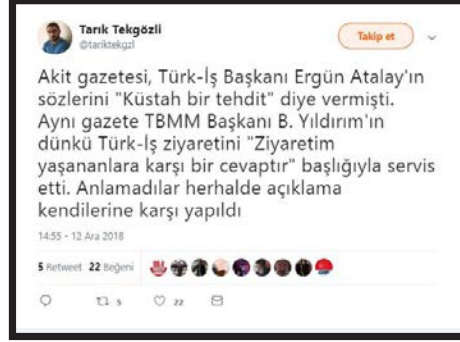 Tarık Tekgözli
@tariktekgzl
Takip et
Akit gazetesi, Türk-İş Başkanı Ergün Atalay'ın
sözlerini "Küstah bir tehdit" diye vermişti.
Aynı gazete TBMM Başkanı B. Yıldırım'ın
dünkü Türk-İş ziyaretini "Ziyaretim
yaşananlara karşı bir cevaptır" başlığıyla servis
etti. Anlamadılar herhalde açıklama
kendilerine karşı yapıldı
14:55 - 12 Ara 2018
5 Retweet 22 Beğeni
5 22